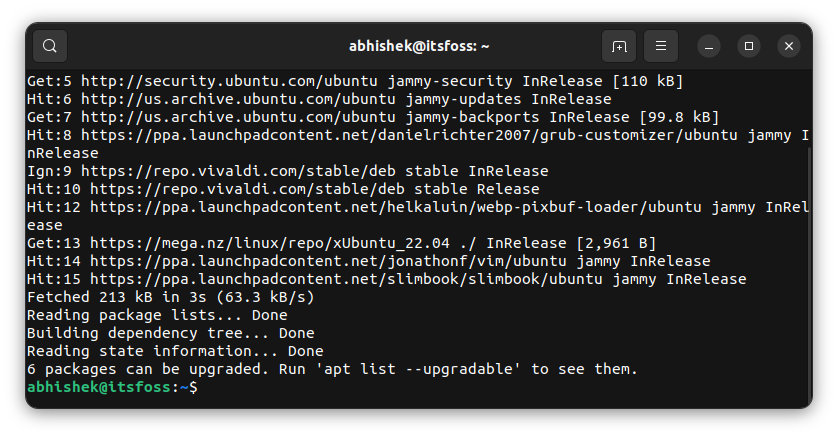 abhishek@itsfoss: ~
Get:5 http://security.ubuntu.com/ubuntu jammy-security InRelease [110 kB]
Hit:6 http://us.archive.ubuntu.com/ubuntu jammy-updates InRelease
Get:7 http://us.archive.ubuntu.com/ubuntu jammy-backports InRelease [99.8 kB]
Hit:8 https://ppa.launchpadcontent.net/danielrichter2007/grub-customizer/ubuntu jammy I
nRelease
Ign:9 https://repo.vivaldi.com/stable/deb stable InRelease
Hit:10 https://repo.vivaldi.com/stable/deb stable Release
Hit:12 https://ppa.launchpadcontent.net/helkaluin/webp-pixbuf-loader/ubuntu jammy InRel
ease
Get:13 https://mega.nz/linux/repo/xUbuntu_22.04 ./ InRelease [2,961 B]
Hit:14 https://ppa.launchpadcontent.net/jonathonf/vim/ubuntu jammy InRelease
Hit:15 https://ppa.launchpadcontent.net/slimbook/slimbook/ubuntu jammy InRelease
Fetched 213 kB in 3s (63.3 kB/s)
Reading package lists... Done
Building dependency tree... Done
Reading state information... Done
6 packages can be upgraded. Run 'apt list --upgradable' to see them.
abhishek@itsfoss:~$